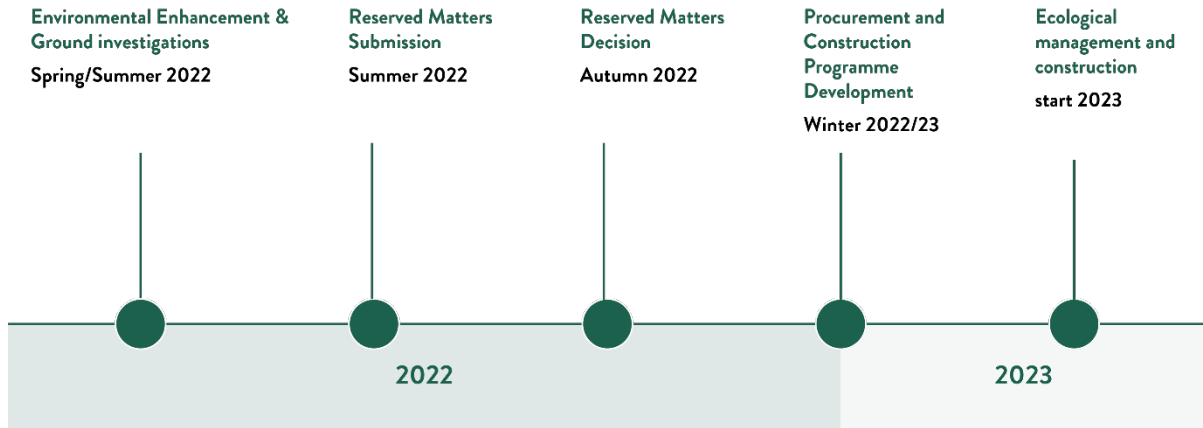 Environmental Enhancement &
Ground investigations
Spring/Summer 2022
Reserved Matters
Submission
Summer 2022
Reserved Matters
Decision
Autumn 2022
Procurement and
Construction
Programme
Development
Winter 2022/23
Ecological
management and
construction
start 2023
2022
2023